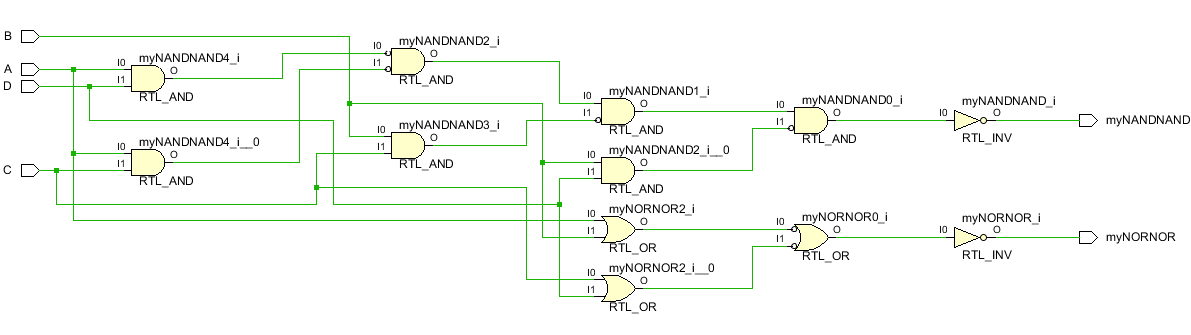 B
A
D
C
myNANDNAND4_i
I0
I1
O
RTL_AND
myNANDNAND4_i__0
I0
I1
O
RTL_AND
myNANDNAND2_i
I0
I1
O
RTL_AND
myNANDNAND3_i
I0
I1
O
RTL_AND
myNANDNAND1_i
I0
I1
O
RTL_AND
myNANDNAND2_i__0
I0
I1
O
RTL_AND
myNORNOR2_i
I0
I1
O
RTL_OR
myNORNOR2_i__0
I0
I1
O
RTL_OR
myNANDNAND0_i
I0
I1
O
RTL_AND
myNORNOR0_i
I0
I1
O
RTL_OR
myNANDNAND_i
I0
O
RTL_INV
myNORNOR_i
I0
O
RTL_INV
myNANDNAND
myNORNOR